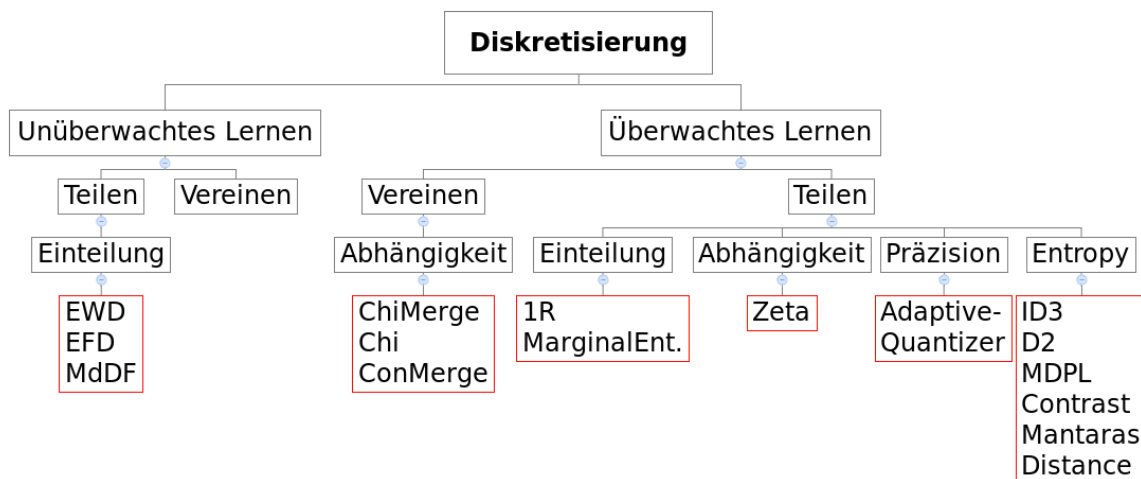 Diskretisierung
Unüberwachtes Lernen
Überwachtes Lernen
Teilen
Vereinen
Vereinen
Teilen
Einteilung
Abhängigkeit
Einteilung
Abhängigkeit
Präzision
Entropy
EWD
EFD
MdDF
ChiMerge
Chi
ConMerge
1R
MarginalEnt.
Zeta
Adaptive-
Quantizer
ID3
D2
MDPL
Contrast
Mantaras
Distance